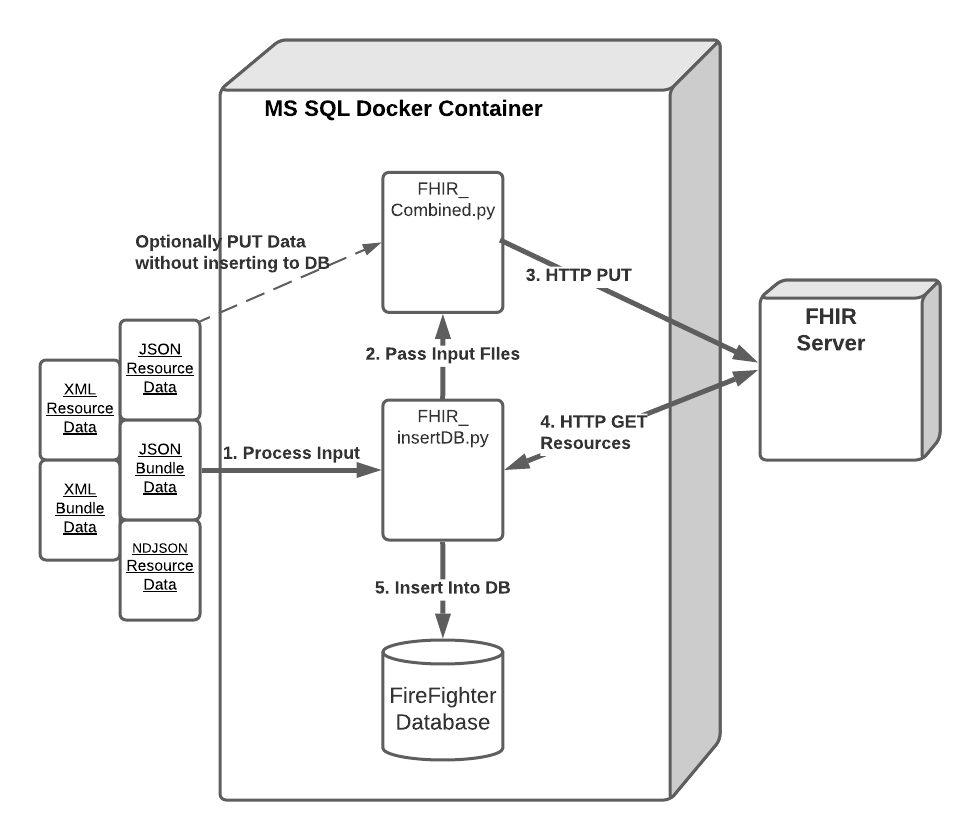 MS SQL Docker Container
FHIR_
Combined.py
Optionally PUT Data
without inserting to DB
3. HTTP PUT
FHIR
Server
JSON
Resource
Data
2. Pass Input FIles
XML
Resource
Data
FHIR_
insertDB.py
4. HTTP GET
Resources
JSON
Bundle
Data
1. Process Input
XML
Bundle
Data
NDJSON
Resource
Data
5. Insert Into DB
FireFighter
Database